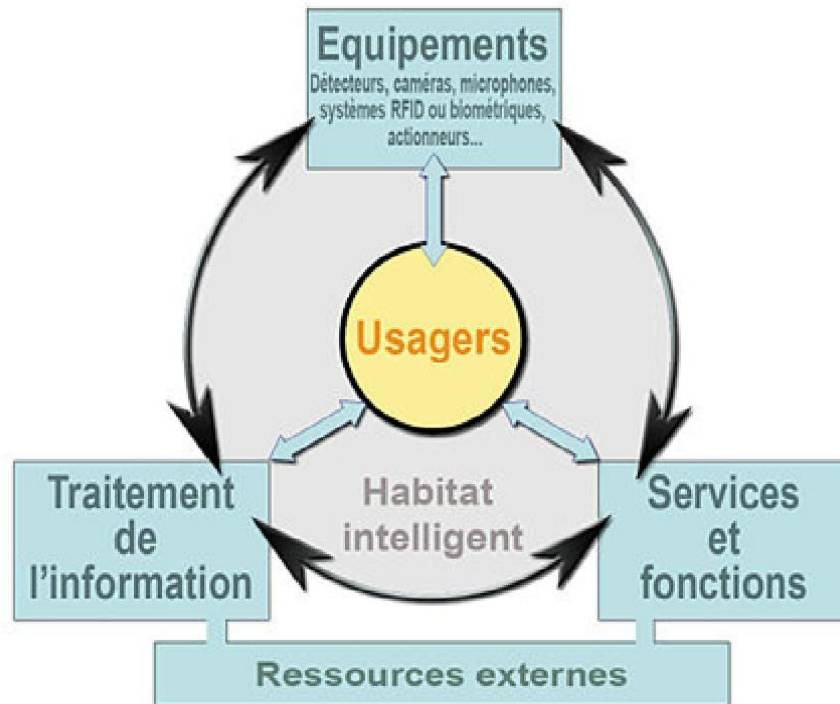 Equipements
Détecteurs, caméras, microphones,
systèmes RFID ou biométriques,
actionneurs...
Usagers
Habitat
intelligent
Traitement
de
l'information
Services
et
fonctions
Ressources externes